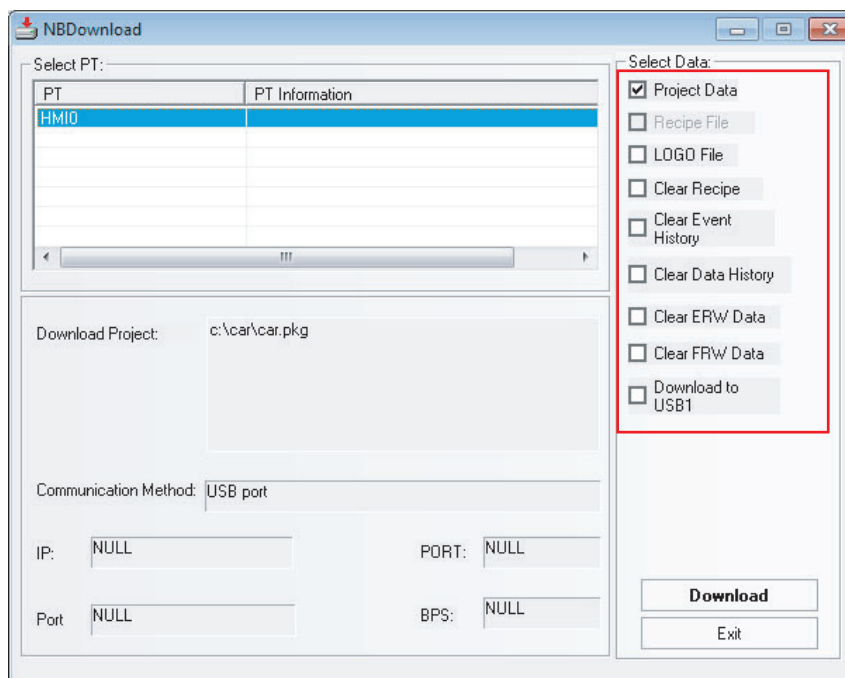 NBDownload
Select PT:
PT PT Information
HMI0
Download Project: c:\car\car.pkg
Communication Method: USB port
IP: NULL PORT: NULL
Port NULL BPS: NULL
Select Data:
Project Data
Recipe File
LOGO File
Clear Recipe
Clear Event
History
Clear Data History
Clear ERW Data
Clear FRW Data
Download to
USB1
Download
Exit